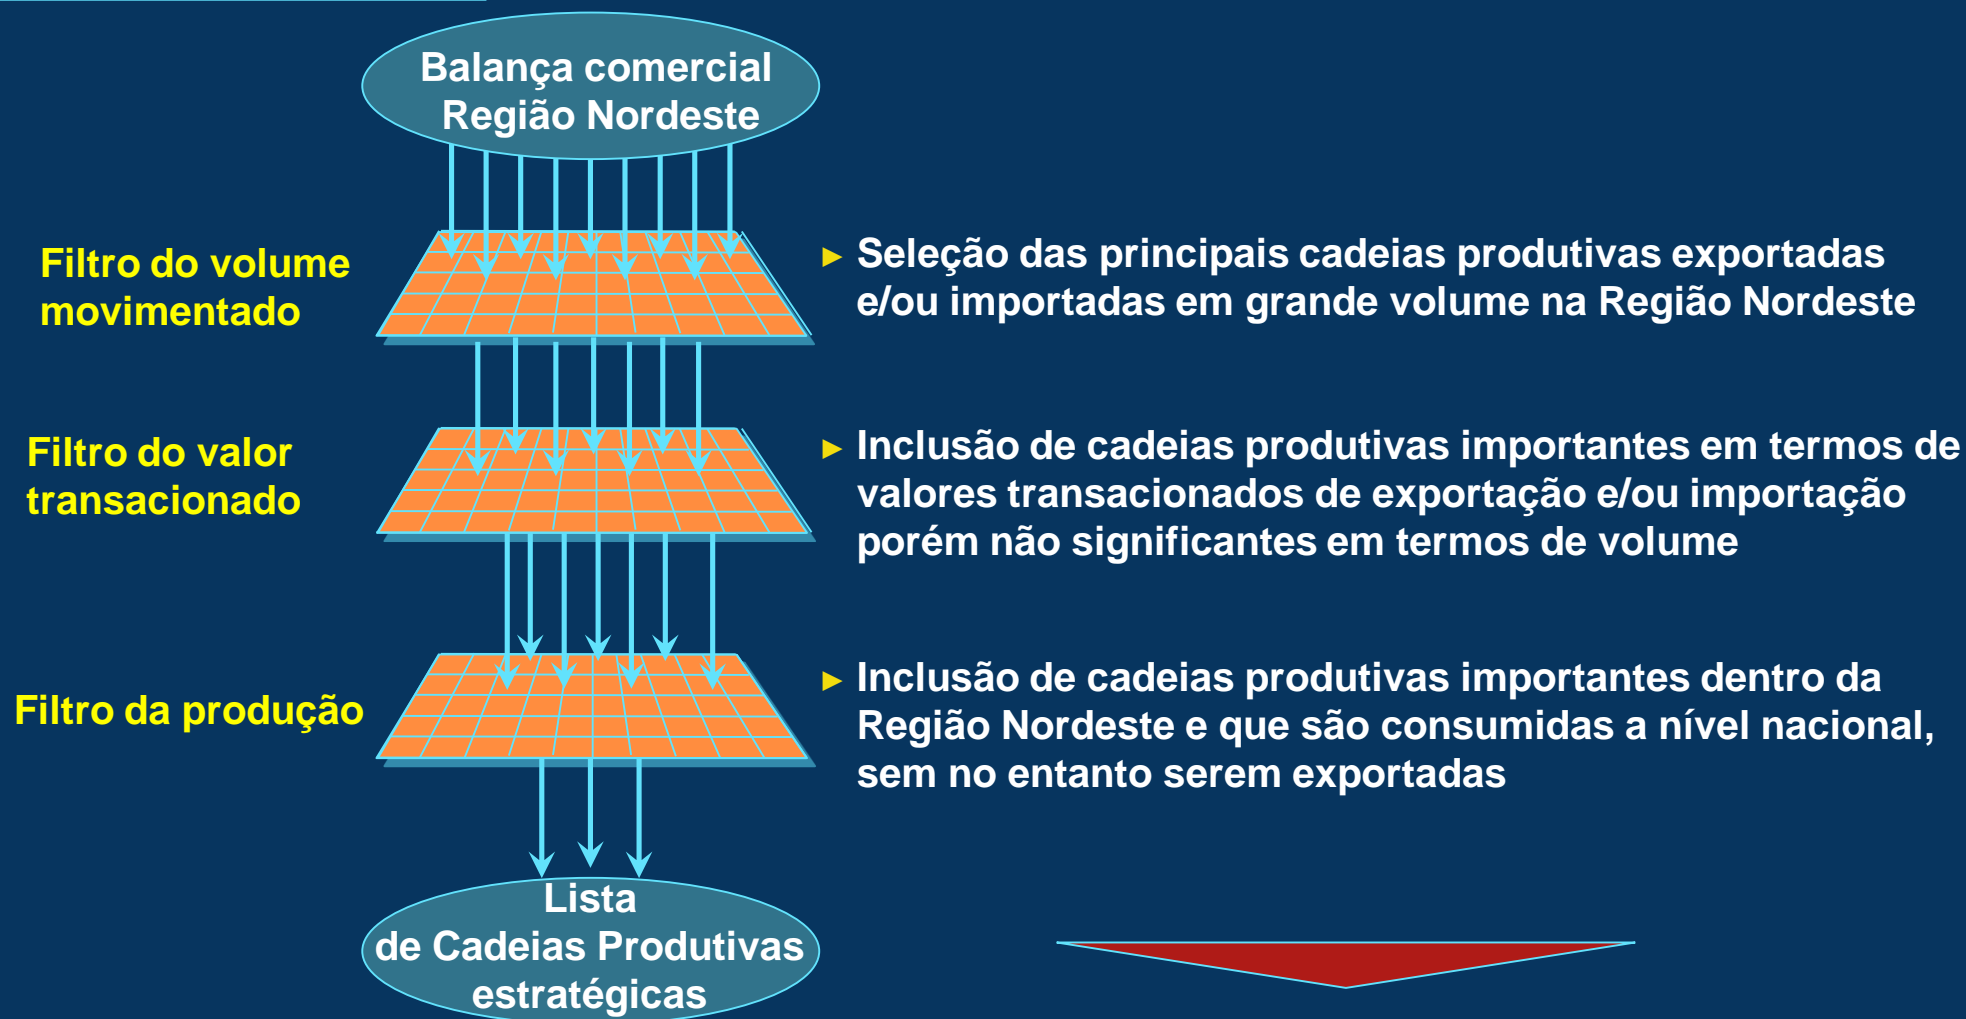 Balança comercial
Região Nordeste
Filtro do volume
movimentado
► Seleção das principais cadeias produtivas exportadas
e/ou importadas em grande volume na Região Nordeste
Filtro do valor
transacionado
► Inclusão de cadeias produtivas importantes em termos de
valores transacionados de exportação e/ou importação
porém não significantes em termos de volume
Filtro da produção
► Inclusão de cadeias produtivas importantes dentro da
Região Nordeste e que são consumidas a nível nacional,
sem no entanto serem exportadas
Lista
de Cadeias Produtivas
estratégicas